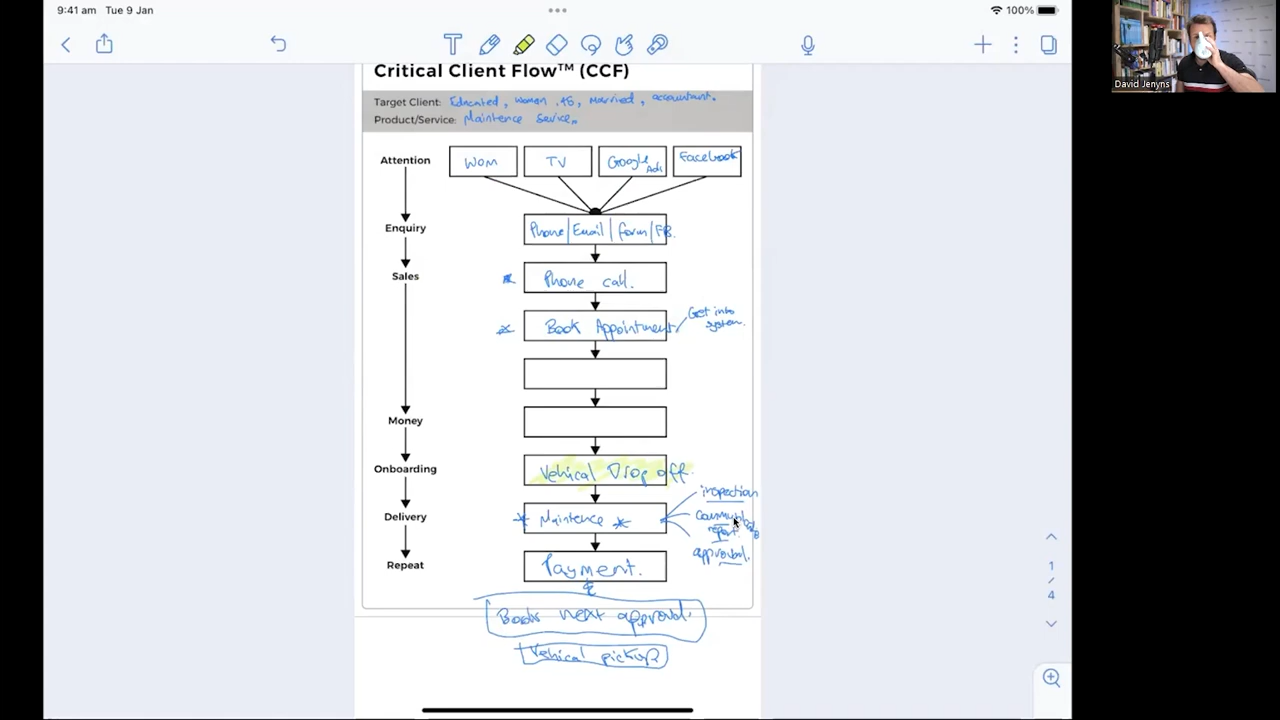 9:41 am Tue 9 Jan
100%
David Jenyns
Critical Client Flow™ (CCF)
Target Client: Educated, woman, 45, married, accountant.
Product/Service: Maintence Service.
Attention
WOM
TV
Google Ads
Facebook
Enquiry
Phone | Email | form | FB.
Sales
* Phone call.
* Book Appointment
Get into
system.
Money
Onboarding
Vehical Drop off.
inspection
Delivery
* Maintence *
report.
approval.
Repeat
Payment.
&
Book next approval.
Vehical pickup
1
/
4